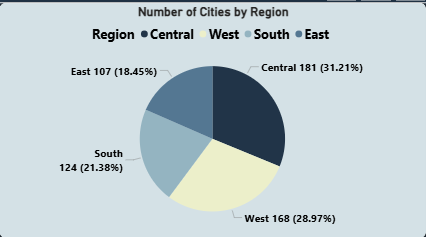 Number of Cities by Region
Region Central West South East
East 107 (18.45%)
Central 181 (31.21%)
South
124 (21.38%)
West 168 (28.97%)